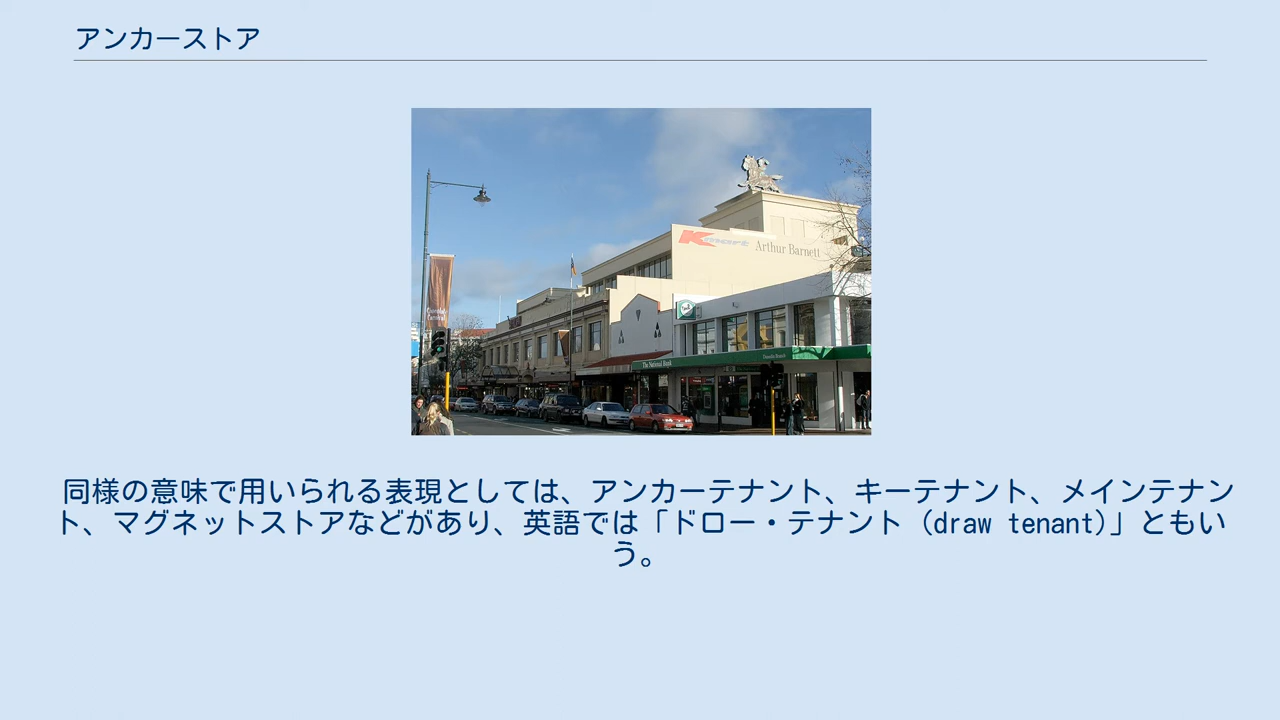 アンカーストア
Kmart
Arthur Barnett
The National Bank
同様の意味で用いられる表現としては、アンカーテナント、キーテナント、メインテナン
ト、マグネットストアなどがあり、英語では「ドロー・テナント (draw tenant)」ともい
う。